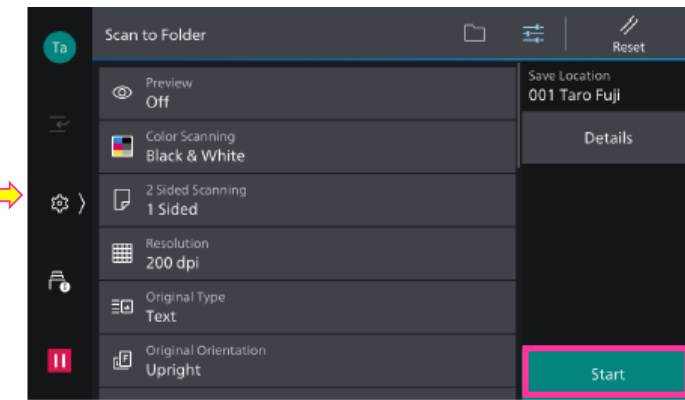 Ta
Scan to Folder
Reset
Preview
Off
Color Scanning
Black & White
2 Sided Scanning
1 Sided
Resolution
200 dpi
Original Type
Text
Original Orientation
Upright
Save Location
001 Taro Fuji
Details
Start